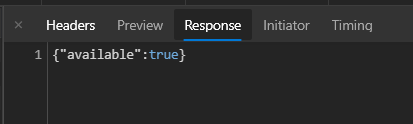 × Headers Preview Response Initiator Timing
1 {"available":true}